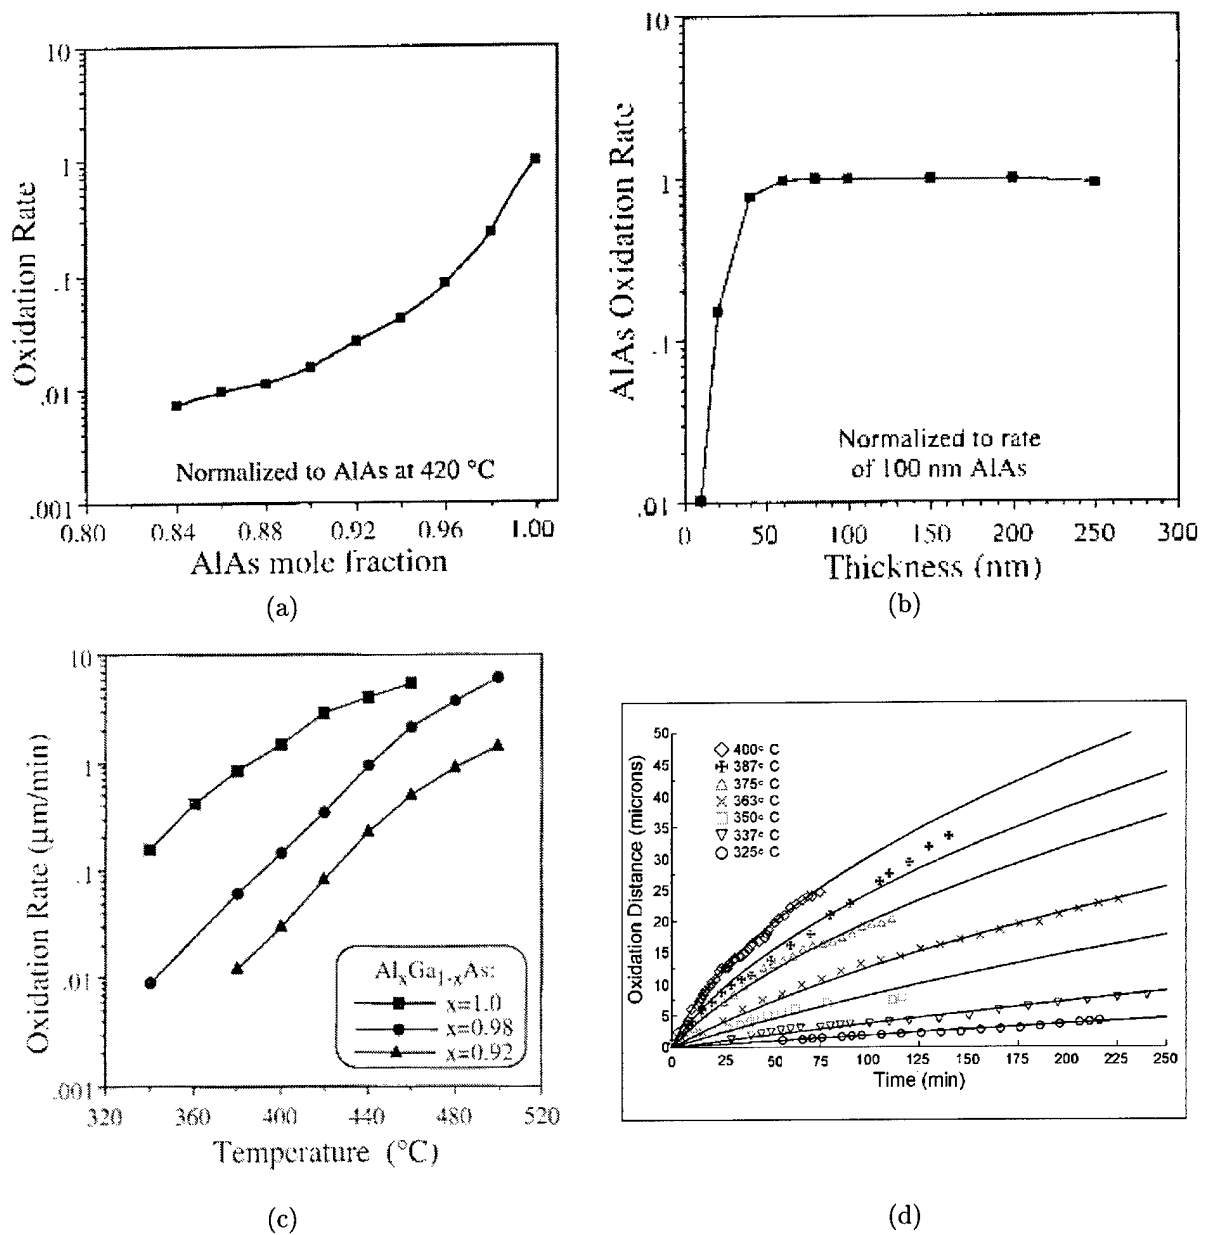 10
1
.1
.01
.001
Oxidation Rate
Normalized to AlAs at 420 °C
0.80 0.84 0.88 0.92 0.96 1.00
AlAs mole fraction
(a)
10
1
.1
.01
AlAs Oxidation Rate
Normalized to rate
of 100 nm AlAs
0 50 100 150 200 250 300
Thickness (nm)
(b)
10
1
.1
.01
.001
Oxidation Rate (µm/min)
AlxGa1-xAs:
x=1.0
x=0.98
x=0.92
320 360 400 440 480 520
Temperature (°C)
(c)
50
45
40
35
30
25
20
15
10
5
0
Oxidation Distance (microns)
400° C
387° C
375° C
363° C
350° C
337° C
325° C
0 25 50 75 100 125 150 175 200 225 250
Time (min)
(d)